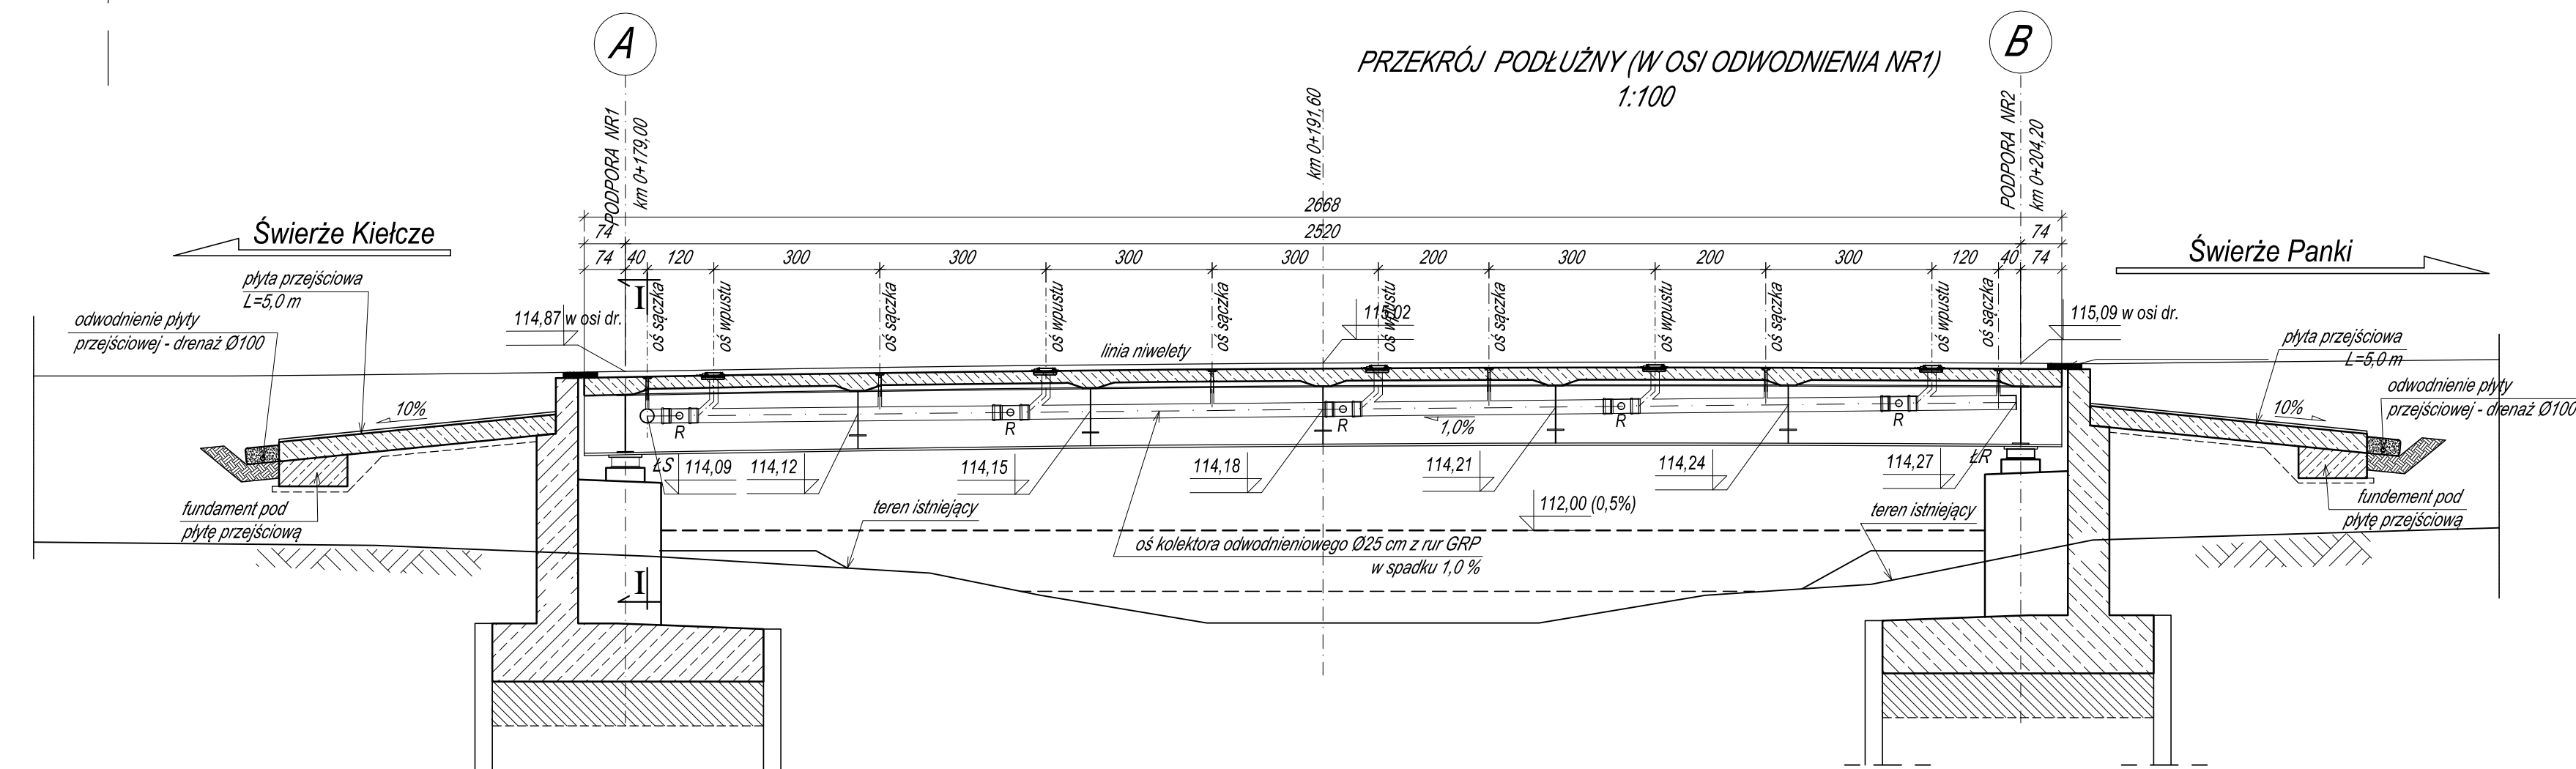 A
B
PRZEKRÓJ PODŁUŻNY (W OSI ODWODNIENIA NR1)
1:100
PODPORA NR1
km 0+179,00
km 0+191,60
PODPORA NR2
km 0+204,20
Świerże Kiełcze
Świerże Panki
2668
74
2520
74
74
40
120
300
300
300
300
200
300
200
300
120
40
74
I
oś sączka
oś wpustu
oś sączka
oś wpustu
oś sączka
oś wpustu
oś sączka
oś wpustu
oś sączka
oś wpustu
oś sączka
płyta przejściowa
L=5,0 m
odwodnienie płyty
przejściowej - drenaż Ø100
114,87 w osi dr.
linia niwelety
115,02
115,09 w osi dr.
płyta przejściowa
L=5,0 m
odwodnienie płyty
przejściowej - drenaż Ø100
10%
10%
R
R
R
R
R
1,0%
ŁS
114,09
114,12
114,15
114,18
114,21
114,24
114,27
ŁR
fundament pod
płytę przejściową
teren istniejący
112,00 (0,5%)
teren istniejący
fundament pod
płytę przejściową
oś kolektora odwodnieniowego Ø25 cm z rur GRP
w spadku 1,0 %
I